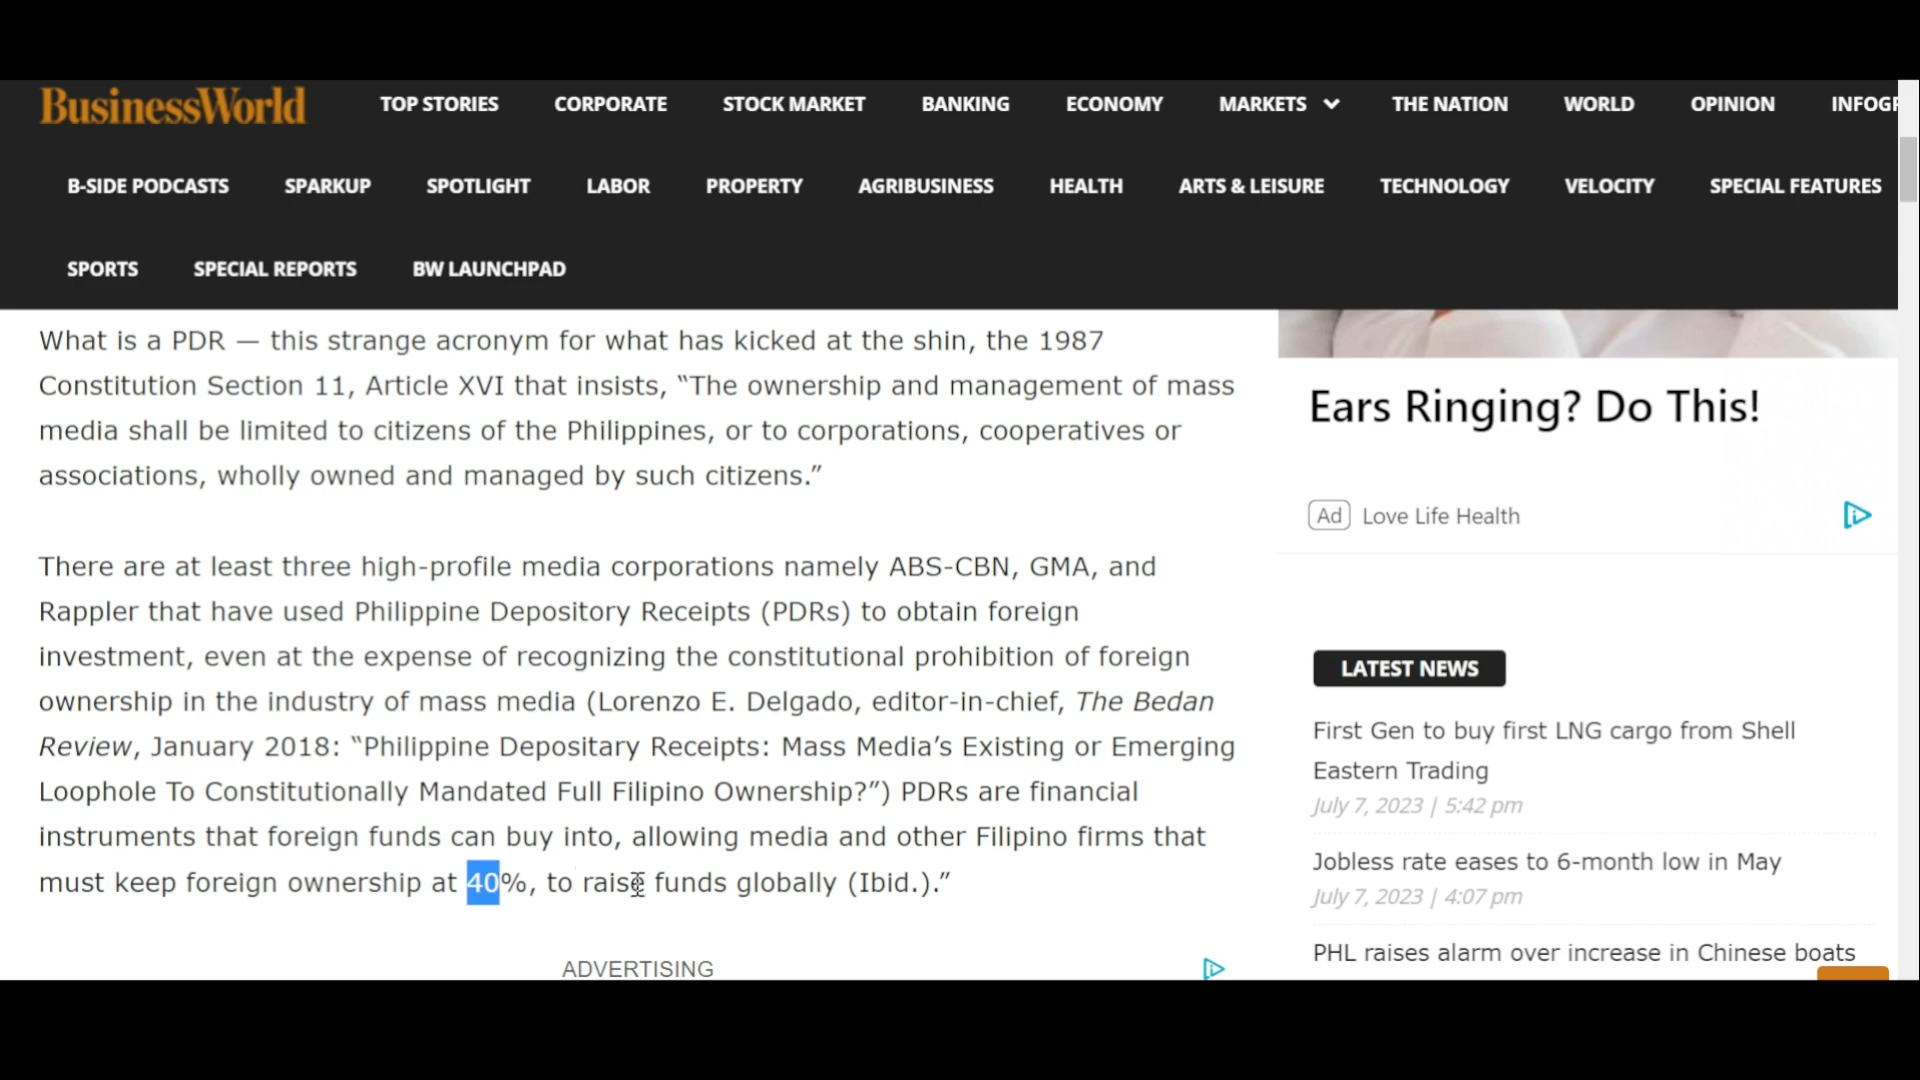 BusinessWorld
TOP STORIES CORPORATE STOCK MARKET BANKING ECONOMY MARKETS THE NATION WORLD OPINION INFOGR
B-SIDE PODCASTS SPARKUP SPOTLIGHT LABOR PROPERTY AGRIBUSINESS HEALTH ARTS & LEISURE TECHNOLOGY VELOCITY SPECIAL FEATURES
SPORTS SPECIAL REPORTS BW LAUNCHPAD
What is a PDR — this strange acronym for what has kicked at the shin, the 1987
Constitution Section 11, Article XVI that insists, “The ownership and management of mass
media shall be limited to citizens of the Philippines, or to corporations, cooperatives or
associations, wholly owned and managed by such citizens.”
There are at least three high-profile media corporations namely ABS-CBN, GMA, and
Rappler that have used Philippine Depository Receipts (PDRs) to obtain foreign
investment, even at the expense of recognizing the constitutional prohibition of foreign
ownership in the industry of mass media (Lorenzo E. Delgado, editor-in-chief, The Bedan
Review, January 2018: “Philippine Depositary Receipts: Mass Media’s Existing or Emerging
Loophole To Constitutionally Mandated Full Filipino Ownership?”) PDRs are financial
instruments that foreign funds can buy into, allowing media and other Filipino firms that
must keep foreign ownership at 40%, to raise funds globally (Ibid.).”
ADVERTISING
Ears Ringing? Do This!
Ad Love Life Health
LATEST NEWS
First Gen to buy first LNG cargo from Shell
Eastern Trading
July 7, 2023 | 5:42 pm
Jobless rate eases to 6-month low in May
July 7, 2023 | 4:07 pm
PHL raises alarm over increase in Chinese boats